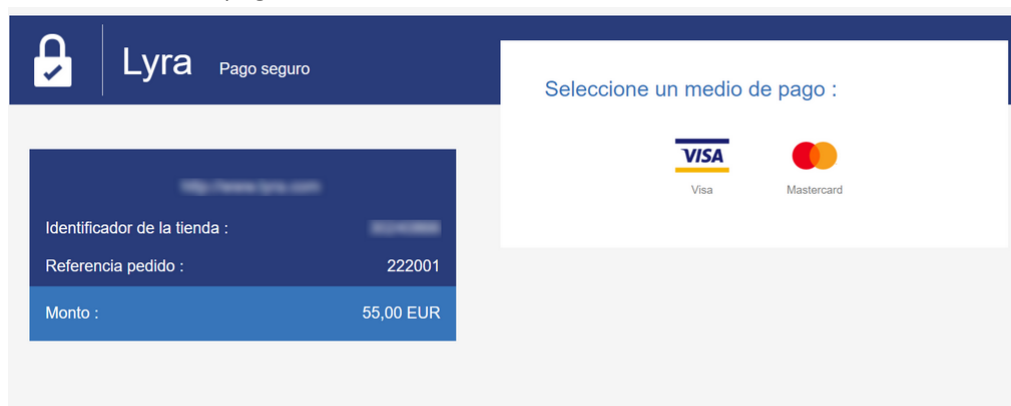 Lyra Pago seguro
Seleccione un medio de pago :
VISA
Visa Mastercard
Identificador de la tienda :
Referencia pedido : 222001
Monto : 55,00 EUR